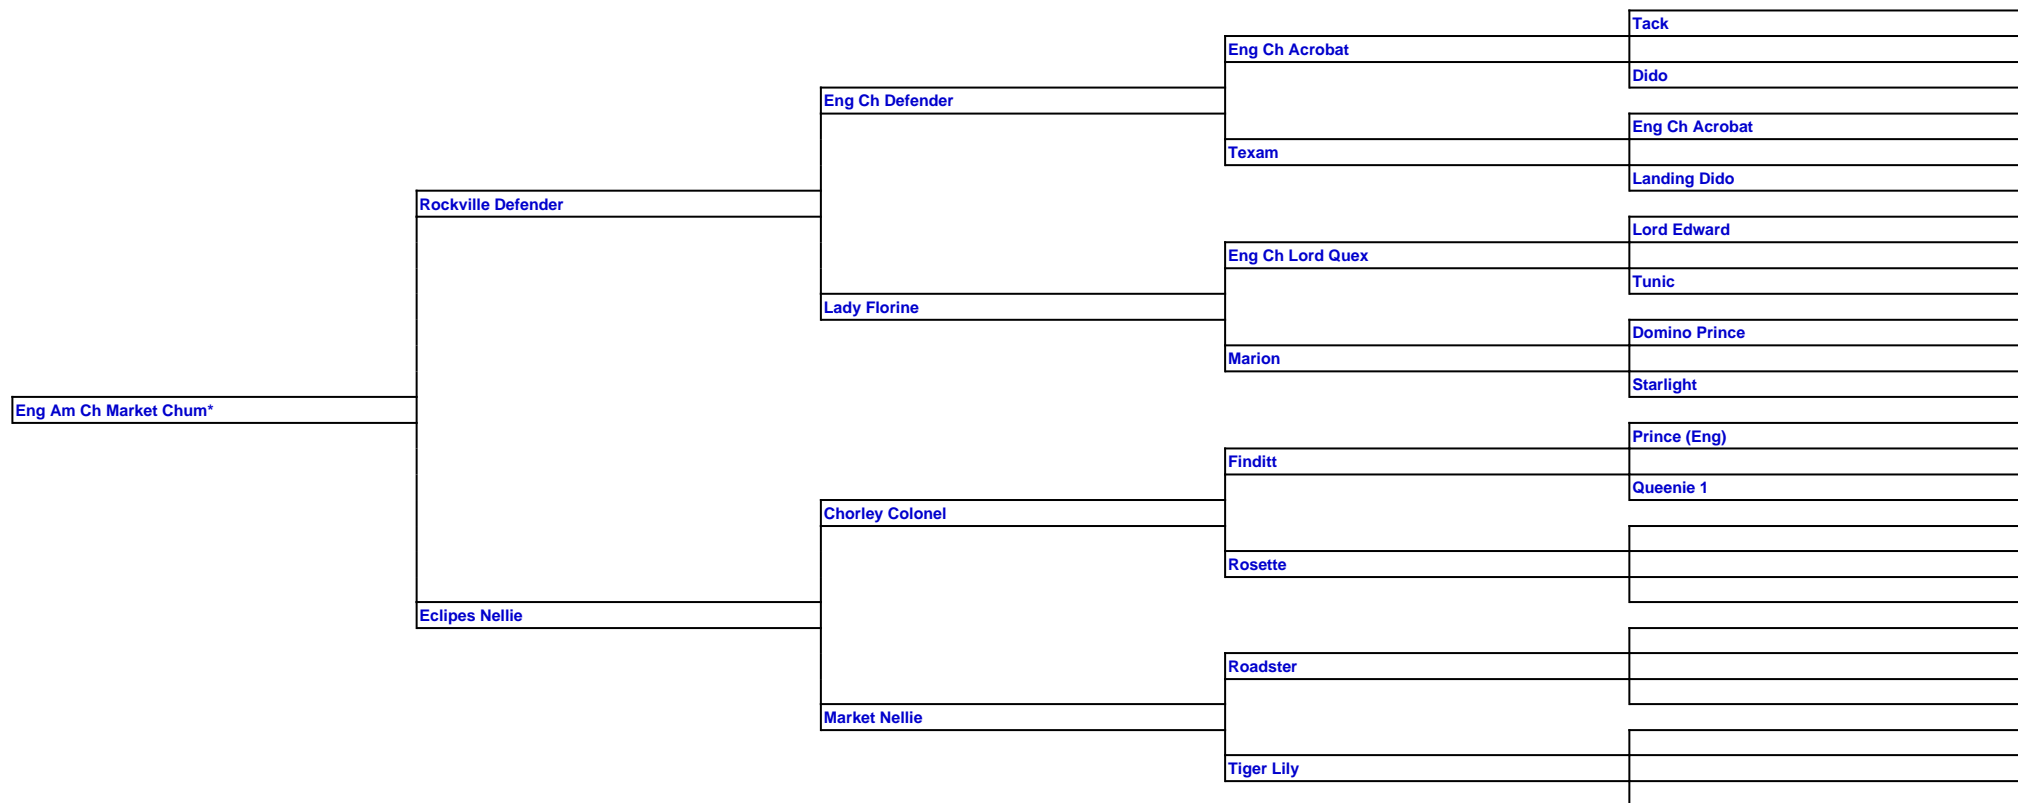 Tack
Eng Ch Acrobat
Dido
Eng Ch Defender
Eng Ch Acrobat
Texam
Landing Dido
Rockville Defender
Lord Edward
Eng Ch Lord Quex
Tunic
Lady Florine
Domino Prince
Marion
Starlight
Eng Am Ch Market Chum*
Prince (Eng)
Finditt
Queenie 1
Chorley Colonel
Rosette
Eclipes Nellie
Roadster
Market Nellie
Tiger Lily